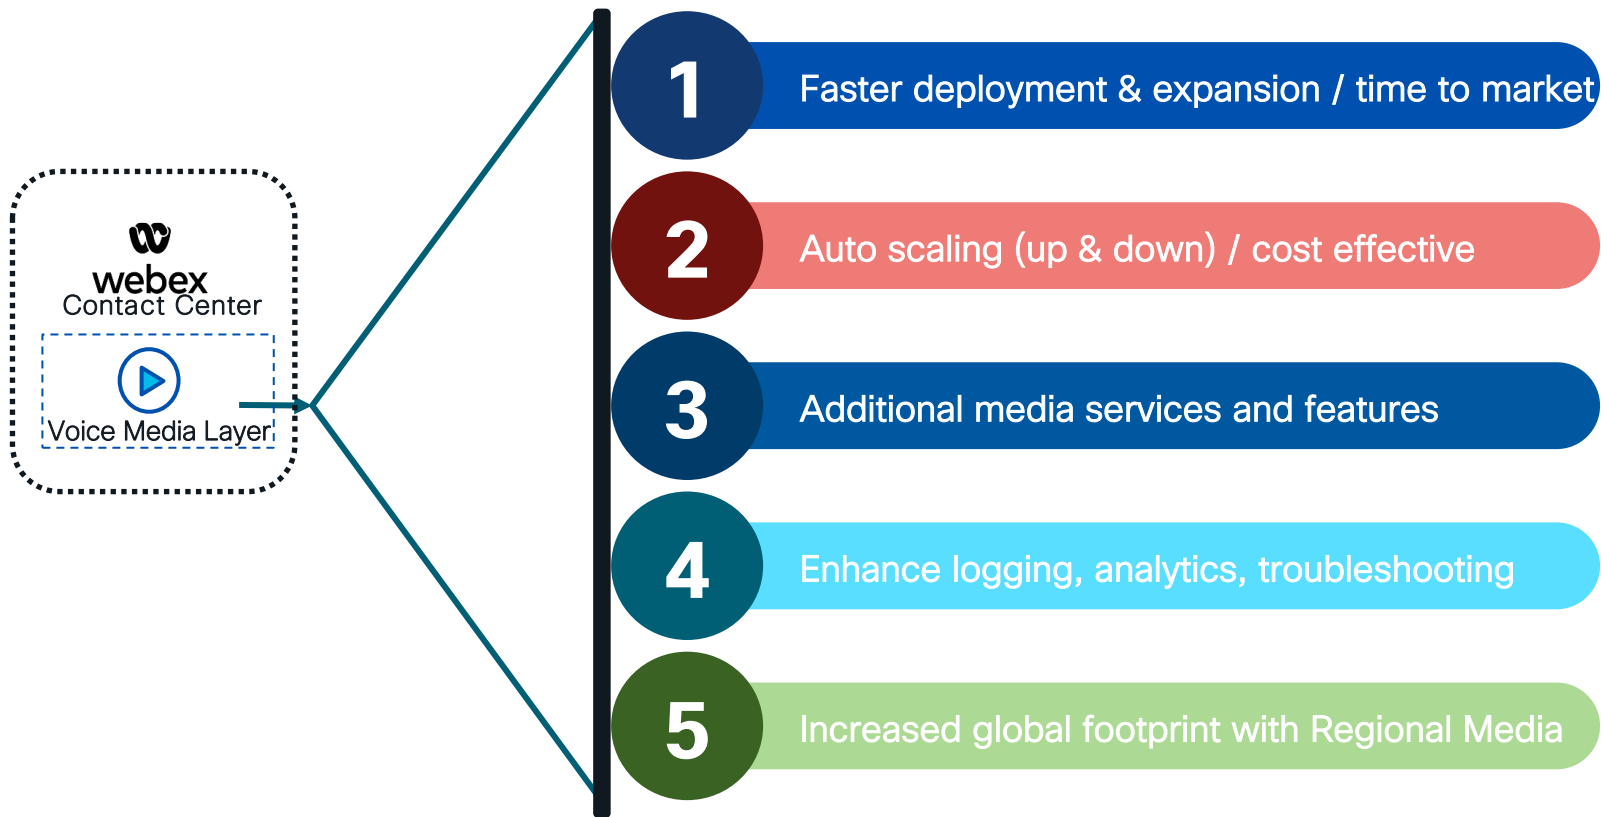 webex
Contact Center
Voice Media Layer
1
Faster deployment & expansion / time to market
2
Auto scaling (up & down) / cost effective
3
Additional media services and features
4
Enhance logging, analytics, troubleshooting
5
Increased global footprint with Regional Media